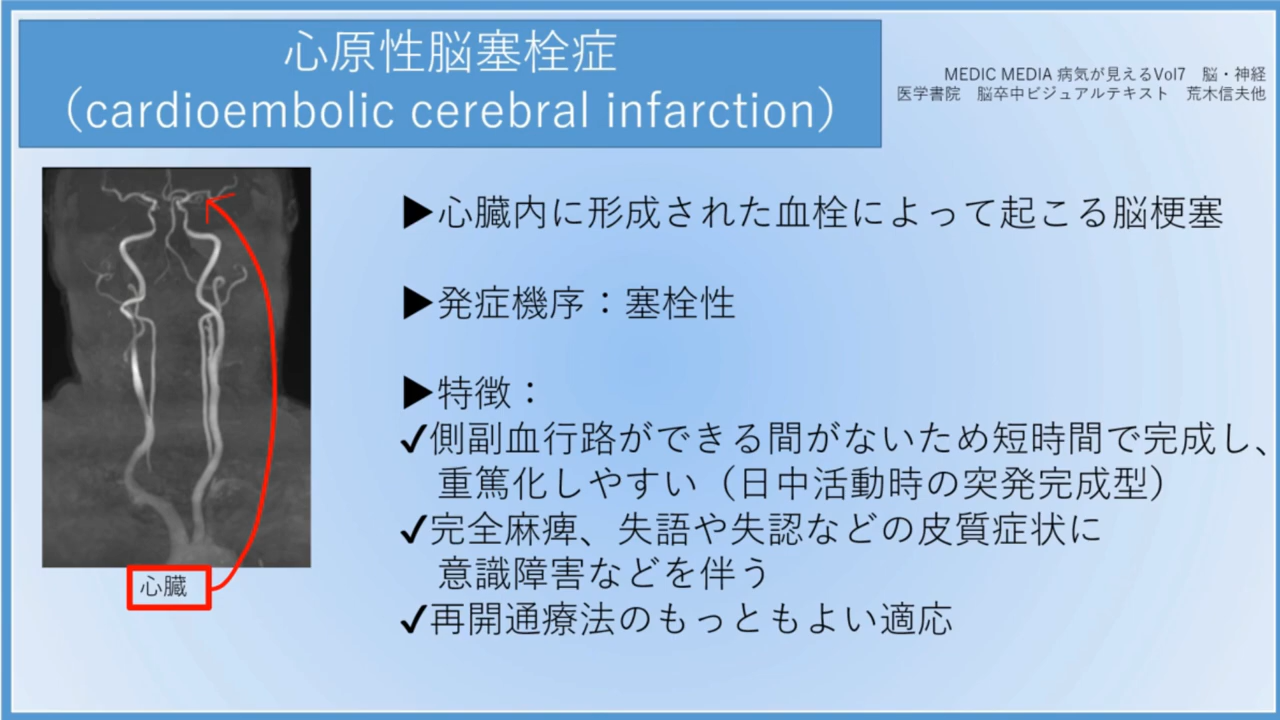 心原性脳塞栓症
（cardioembolic cerebral infarction）
MEDIC MEDIA 病気が見えるVol7　脳・神経
医学書院　脳卒中ビジュアルテキスト　荒木信夫他
▶心臓内に形成された血栓によって起こる脳梗塞
▶発症機序：塞栓性
▶特徴：
✓側副血行路ができる間がないため短時間で完成し、
重篤化しやすい（日中活動時の突発完成型）
✓完全麻痺、失語や失認などの皮質症状に
意識障害などを伴う
✓再開通療法のもっともよい適応
心臓